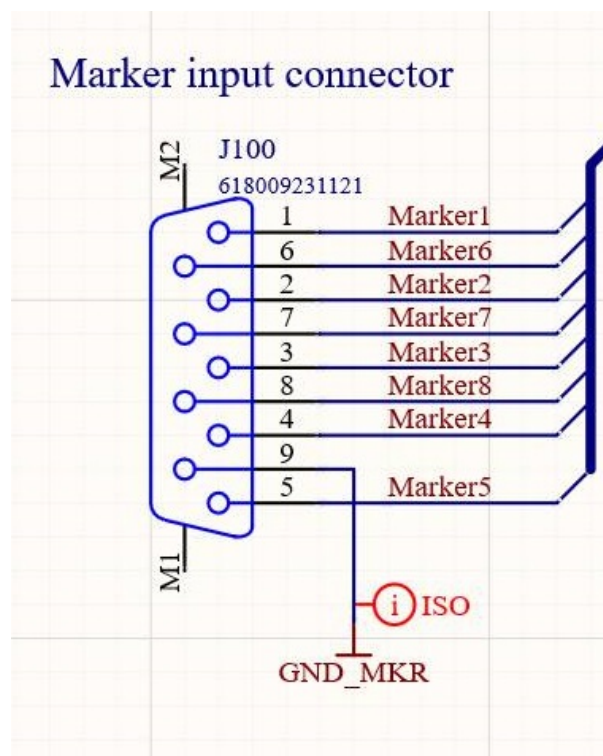 Marker input connector
M2
J100
618009231121
1 Marker1
6 Marker6
2 Marker2
7 Marker7
3 Marker3
8 Marker8
4 Marker4
9
5 Marker5
M1
i ISO
GND_MKR